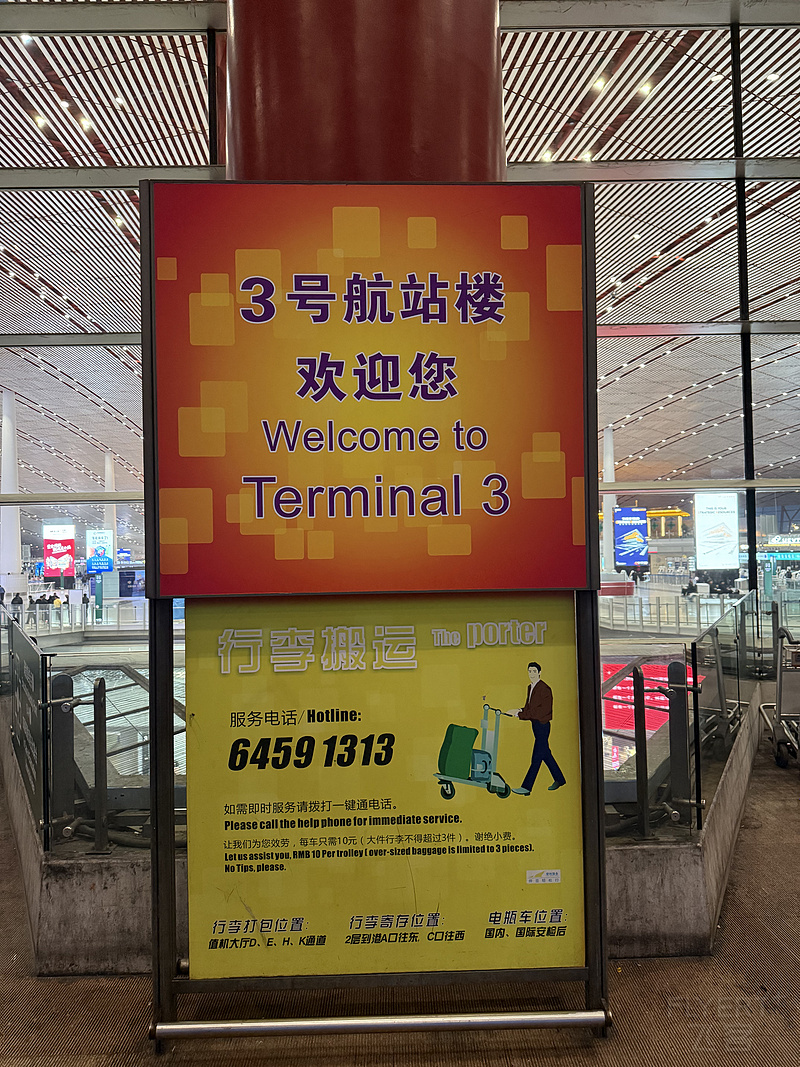 3号航站楼
欢迎您
Welcome to
Terminal 3
行李搬运 The porter
服务电话/Hotline:
6459 1313
如需即时服务请拨打一键通电话。
Please call the help phone for immediate service.
让我们为您效劳，每车只需10元（大件行李不得超过3件）。谢绝小费。
Let us assist you, RMB 10 Per trolley ( over-sized baggage is limited to 3 pieces).
No Tips, please.
行李打包位置:
值机大厅D、E、H、K通道
行李寄存位置:
2层到港A口往东、C口往西
电瓶车位置:
国内、国际安检后